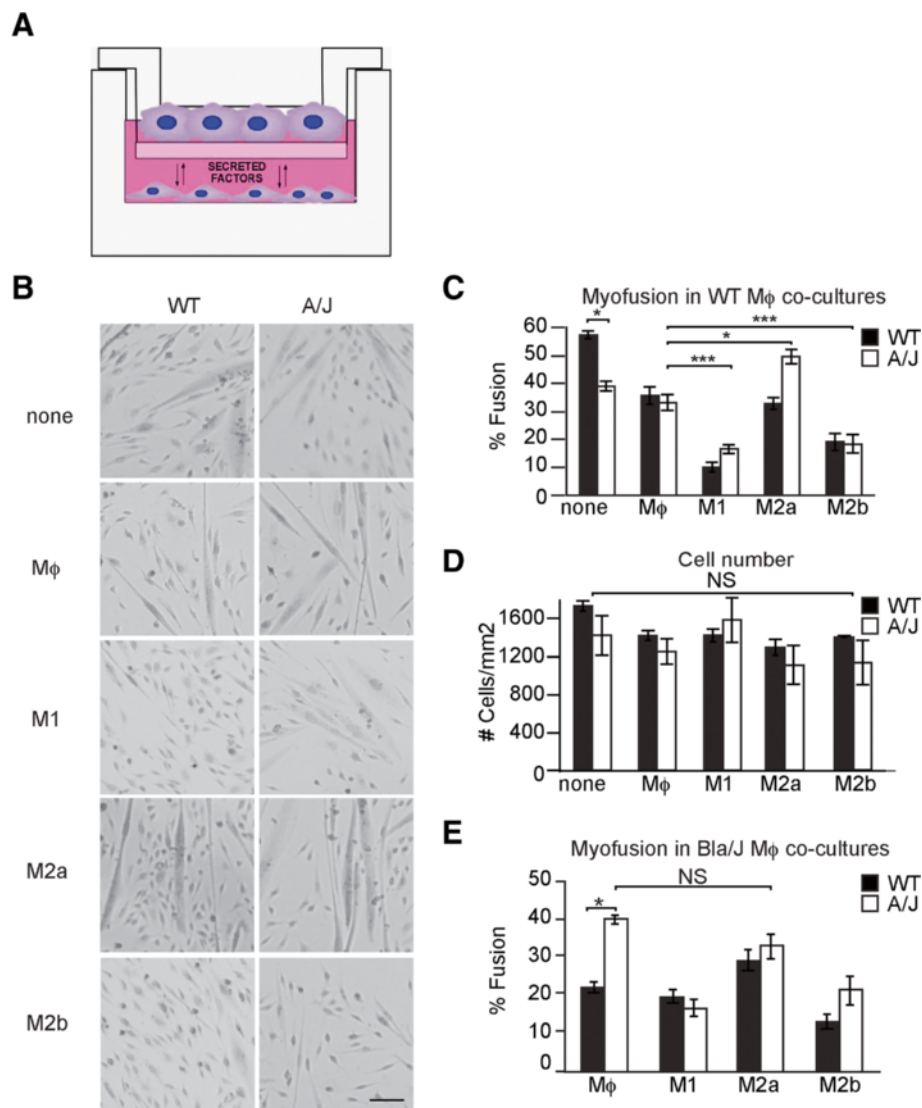 A
SECRETED
FACTORS
B
WT A/J
none
Mϕ
M1
M2a
M2b
C
Myofusion in WT Mϕ co-cultures
% Fusion
60
50
40
30
20
10
0
*
***
*
***
WT
A/J
none Mϕ M1 M2a M2b
D
Cell number
NS
# Cells/mm2
1600
1200
800
400
0
WT
A/J
none Mϕ M1 M2a M2b
E
Myofusion in Bla/J Mϕ co-cultures
NS
% Fusion
50
40
30
20
10
0
*
WT
A/J
Mϕ M1 M2a M2b